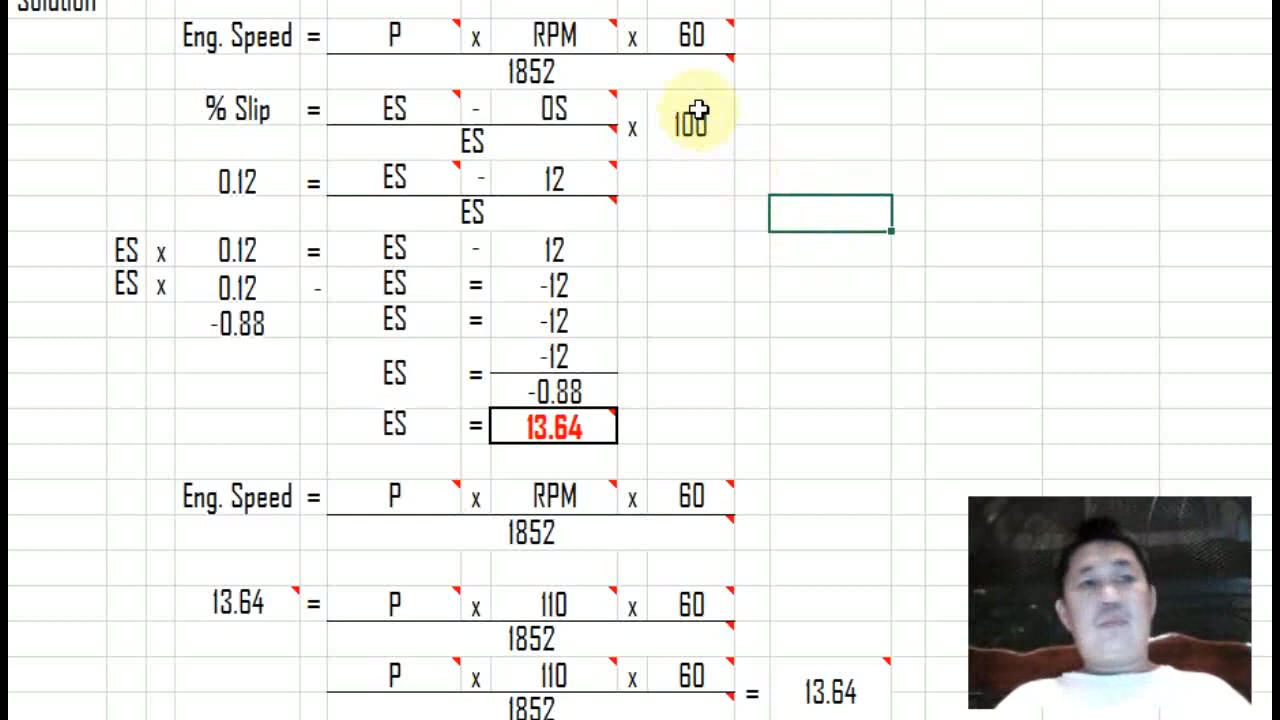 Solution
Eng. Speed = P x RPM x 60
1852
% Slip = ES - OS x 100
ES
0.12 = ES - 12
ES
ES x 0.12 = ES - 12
ES x 0.12 - ES = -12
-0.88 ES = -12
ES = -12
-0.88
ES = 13.64
Eng. Speed = P x RPM x 60
1852
13.64 = P x 110 x 60
1852
P x 110 x 60 = 13.64
1852